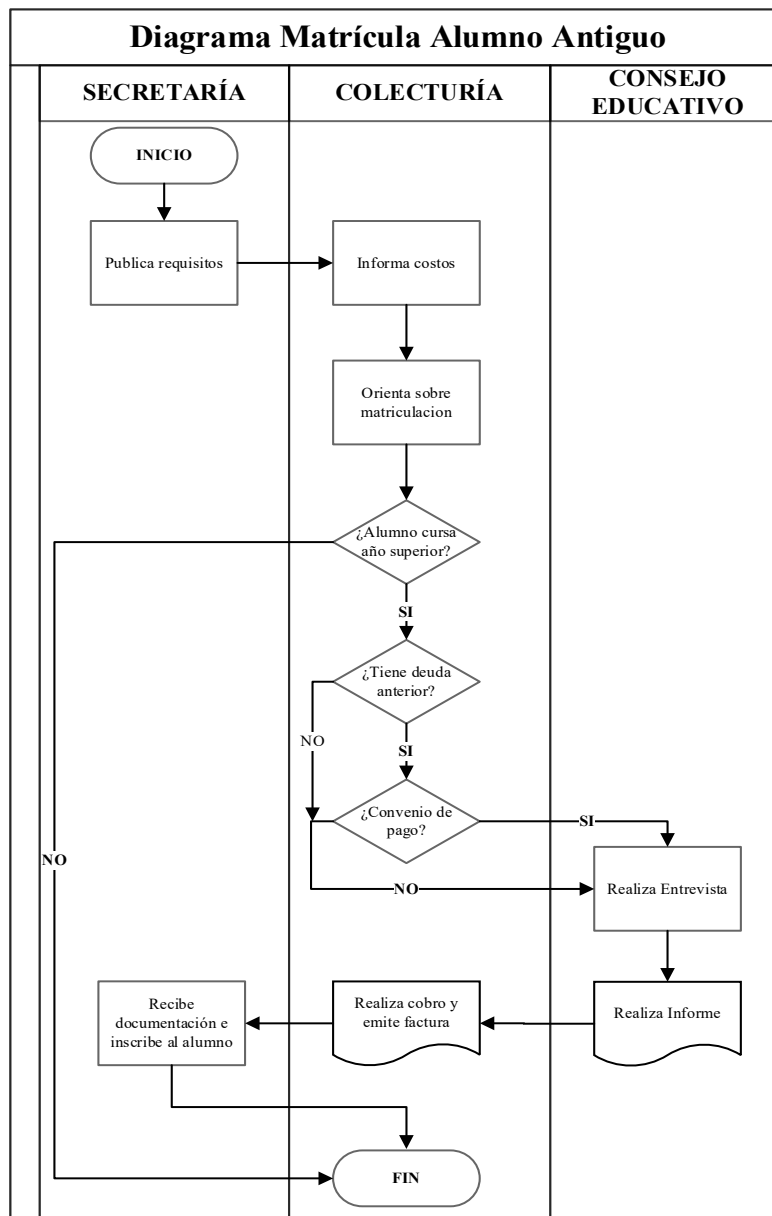 Diagrama Matrícula Alumno Antiguo
SECRETARÍA
COLECTURÍA
CONSEJO
EDUCATIVO
INICIO
Publica requisitos
Informa costos
Orienta sobre
matriculacion
¿Alumno cursa
año superior?
SI
¿Tiene deuda
anterior?
NO
SI
¿Convenio de
pago?
SI
NO
NO
Realiza Entrevista
Realiza Informe
Realiza cobro y
emite factura
Recibe
documentación e
inscribe al alumno
FIN